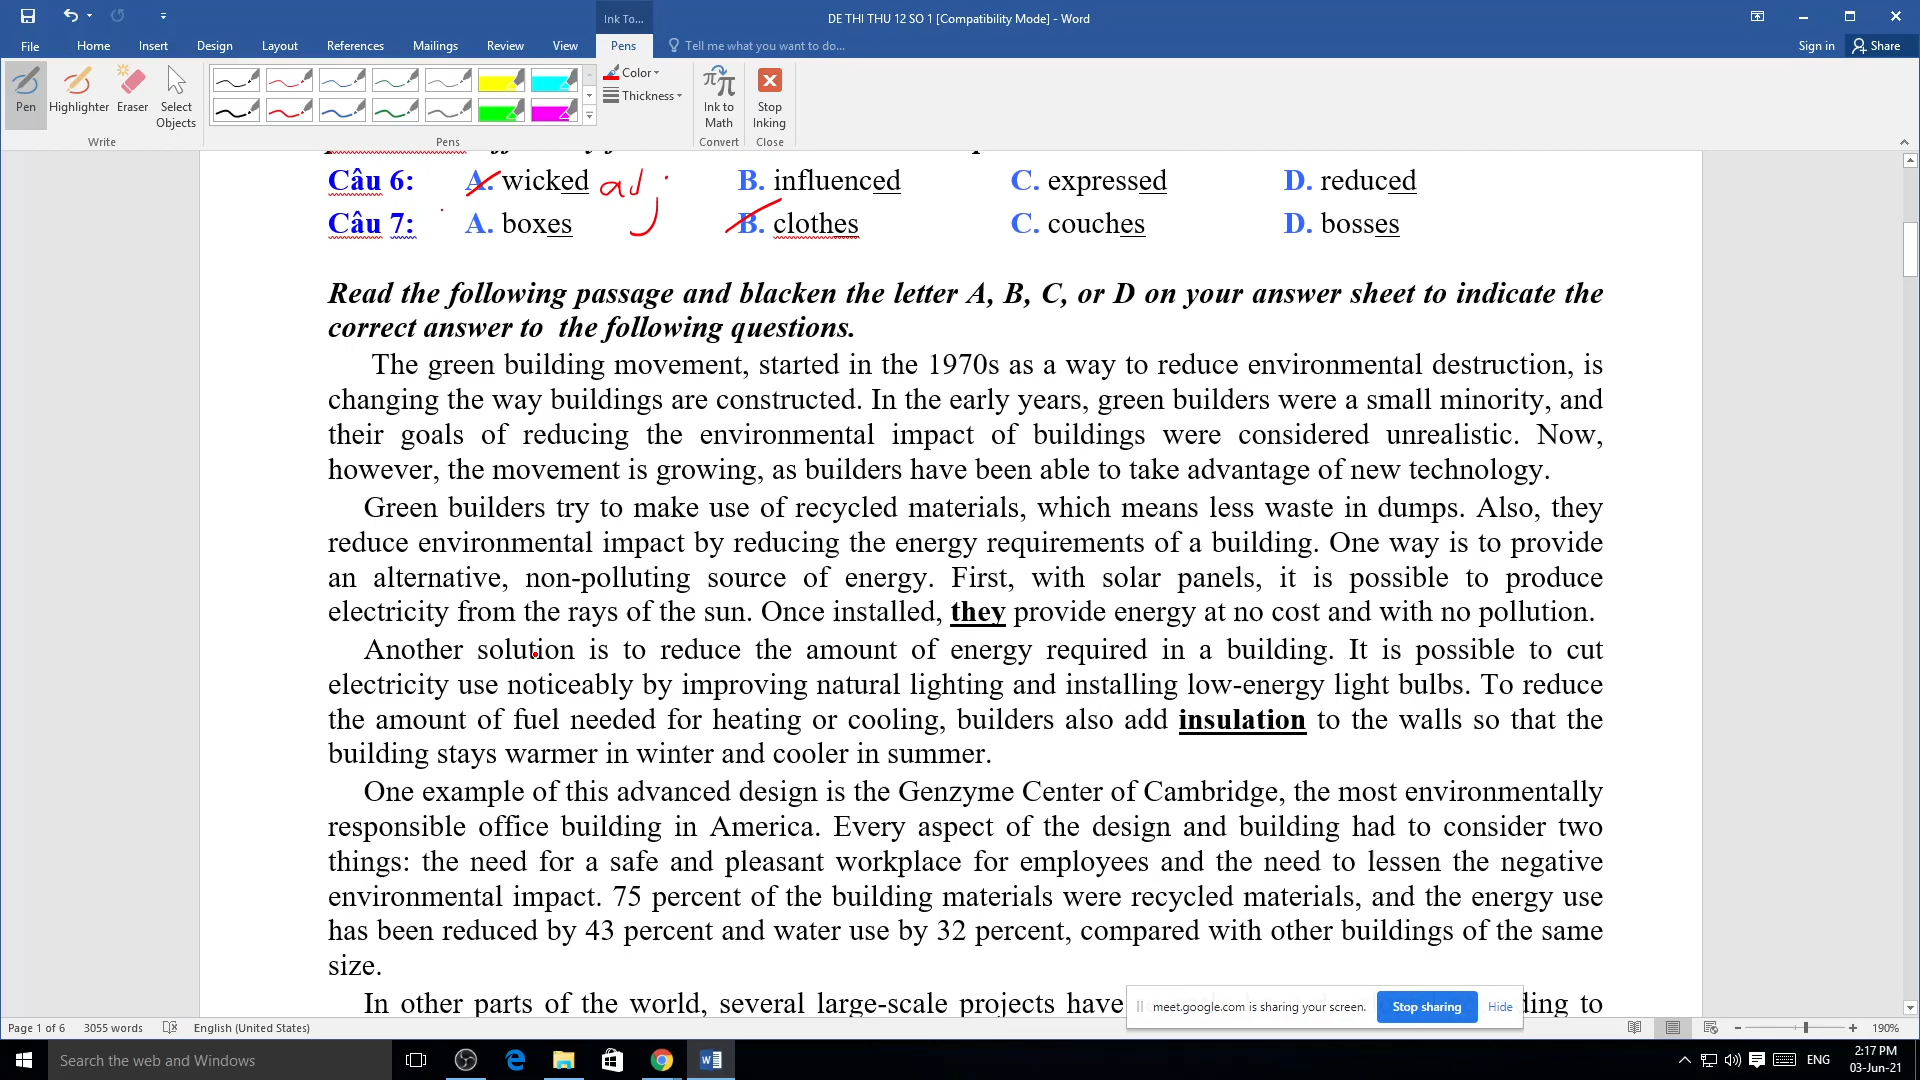 Ink To...
DE THI THU 12 SO 1 [Compatibility Mode] - Word
File Home Insert Design Layout References Mailings Review View Pens Tell me what you want to do... Sign in Share
Pen Highlighter Eraser Select Objects
Color
Thickness
Ink to Math
Stop Inking
Write Pens Convert Close
Câu 6: A. wicked adj B. influenced C. expressed D. reduced
Câu 7: A. boxes B. clothes C. couches D. bosses
Read the following passage and blacken the letter A, B, C, or D on your answer sheet to indicate the
correct answer to the following questions.
The green building movement, started in the 1970s as a way to reduce environmental destruction, is
changing the way buildings are constructed. In the early years, green builders were a small minority, and
their goals of reducing the environmental impact of buildings were considered unrealistic. Now,
however, the movement is growing, as builders have been able to take advantage of new technology.
Green builders try to make use of recycled materials, which means less waste in dumps. Also, they
reduce environmental impact by reducing the energy requirements of a building. One way is to provide
an alternative, non-polluting source of energy. First, with solar panels, it is possible to produce
electricity from the rays of the sun. Once installed, they provide energy at no cost and with no pollution.
Another solution is to reduce the amount of energy required in a building. It is possible to cut
electricity use noticeably by improving natural lighting and installing low-energy light bulbs. To reduce
the amount of fuel needed for heating or cooling, builders also add insulation to the walls so that the
building stays warmer in winter and cooler in summer.
One example of this advanced design is the Genzyme Center of Cambridge, the most environmentally
responsible office building in America. Every aspect of the design and building had to consider two
things: the need for a safe and pleasant workplace for employees and the need to lessen the negative
environmental impact. 75 percent of the building materials were recycled materials, and the energy use
has been reduced by 43 percent and water use by 32 percent, compared with other buildings of the same
size.
In other parts of the world, several large-scale projects have
meet.google.com is sharing your screen. Stop sharing Hide
ding to
Page 1 of 6 3055 words English (United States) 190%
Search the web and Windows
ENG
2:17 PM
03-Jun-21